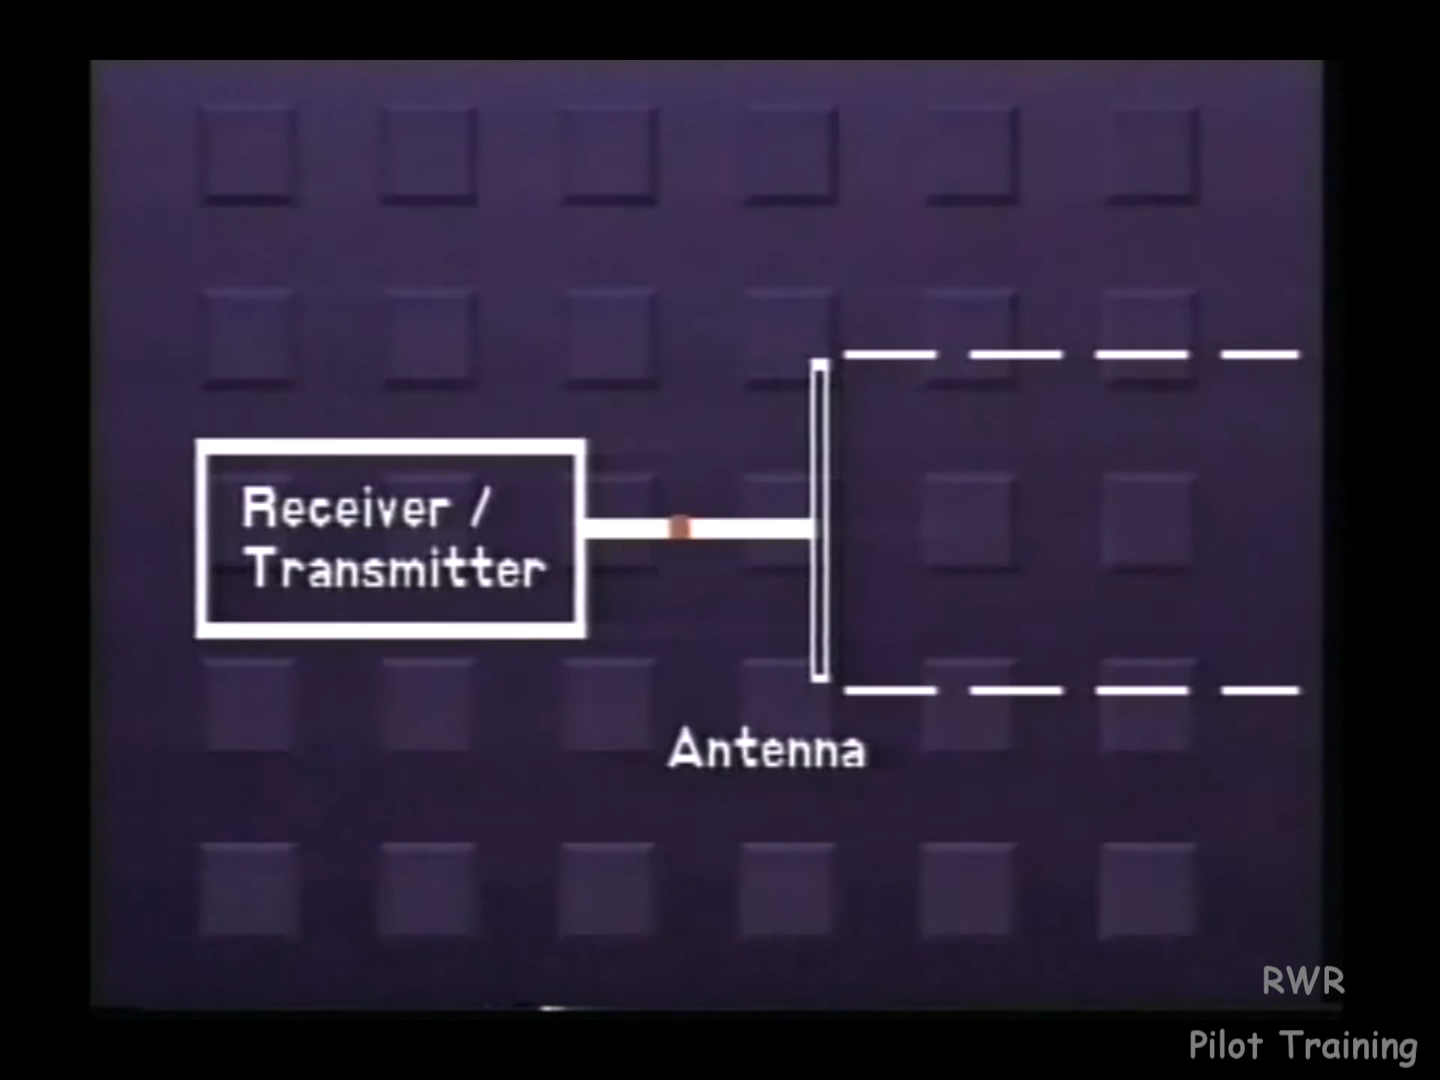 Receiver /
Transmitter
Antenna
RWR
Pilot Training